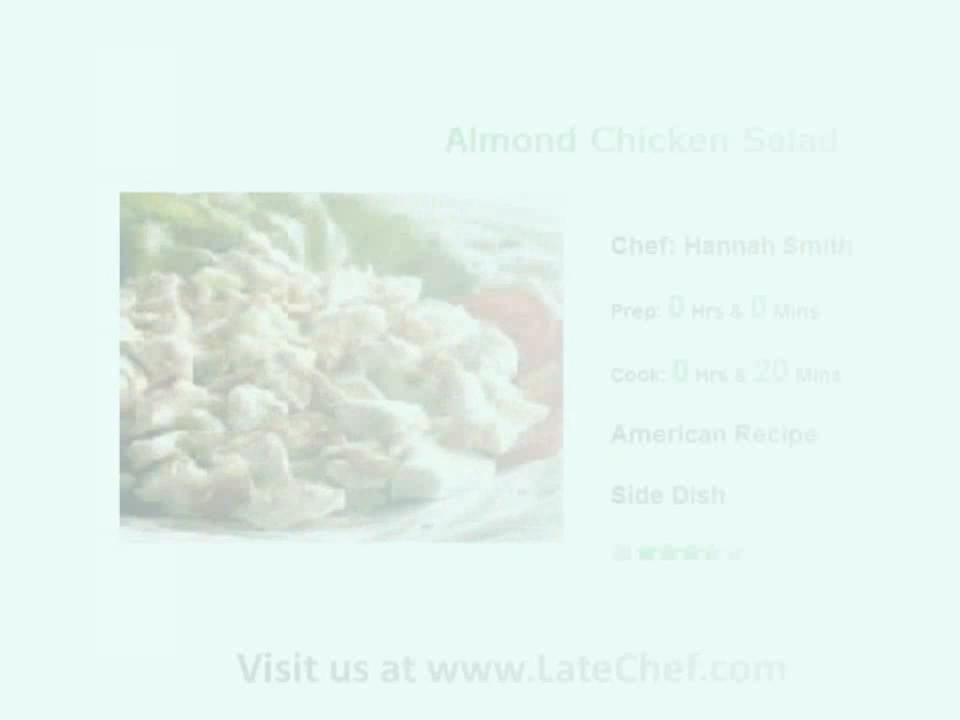 Almond Chicken Salad
Chef: Hannah Smith
Prep: 0 Hrs & 0 Mins
Cook: 0 Hrs & 20 Mins
American Recipe
Side Dish
Visit us at www.LateChef.com